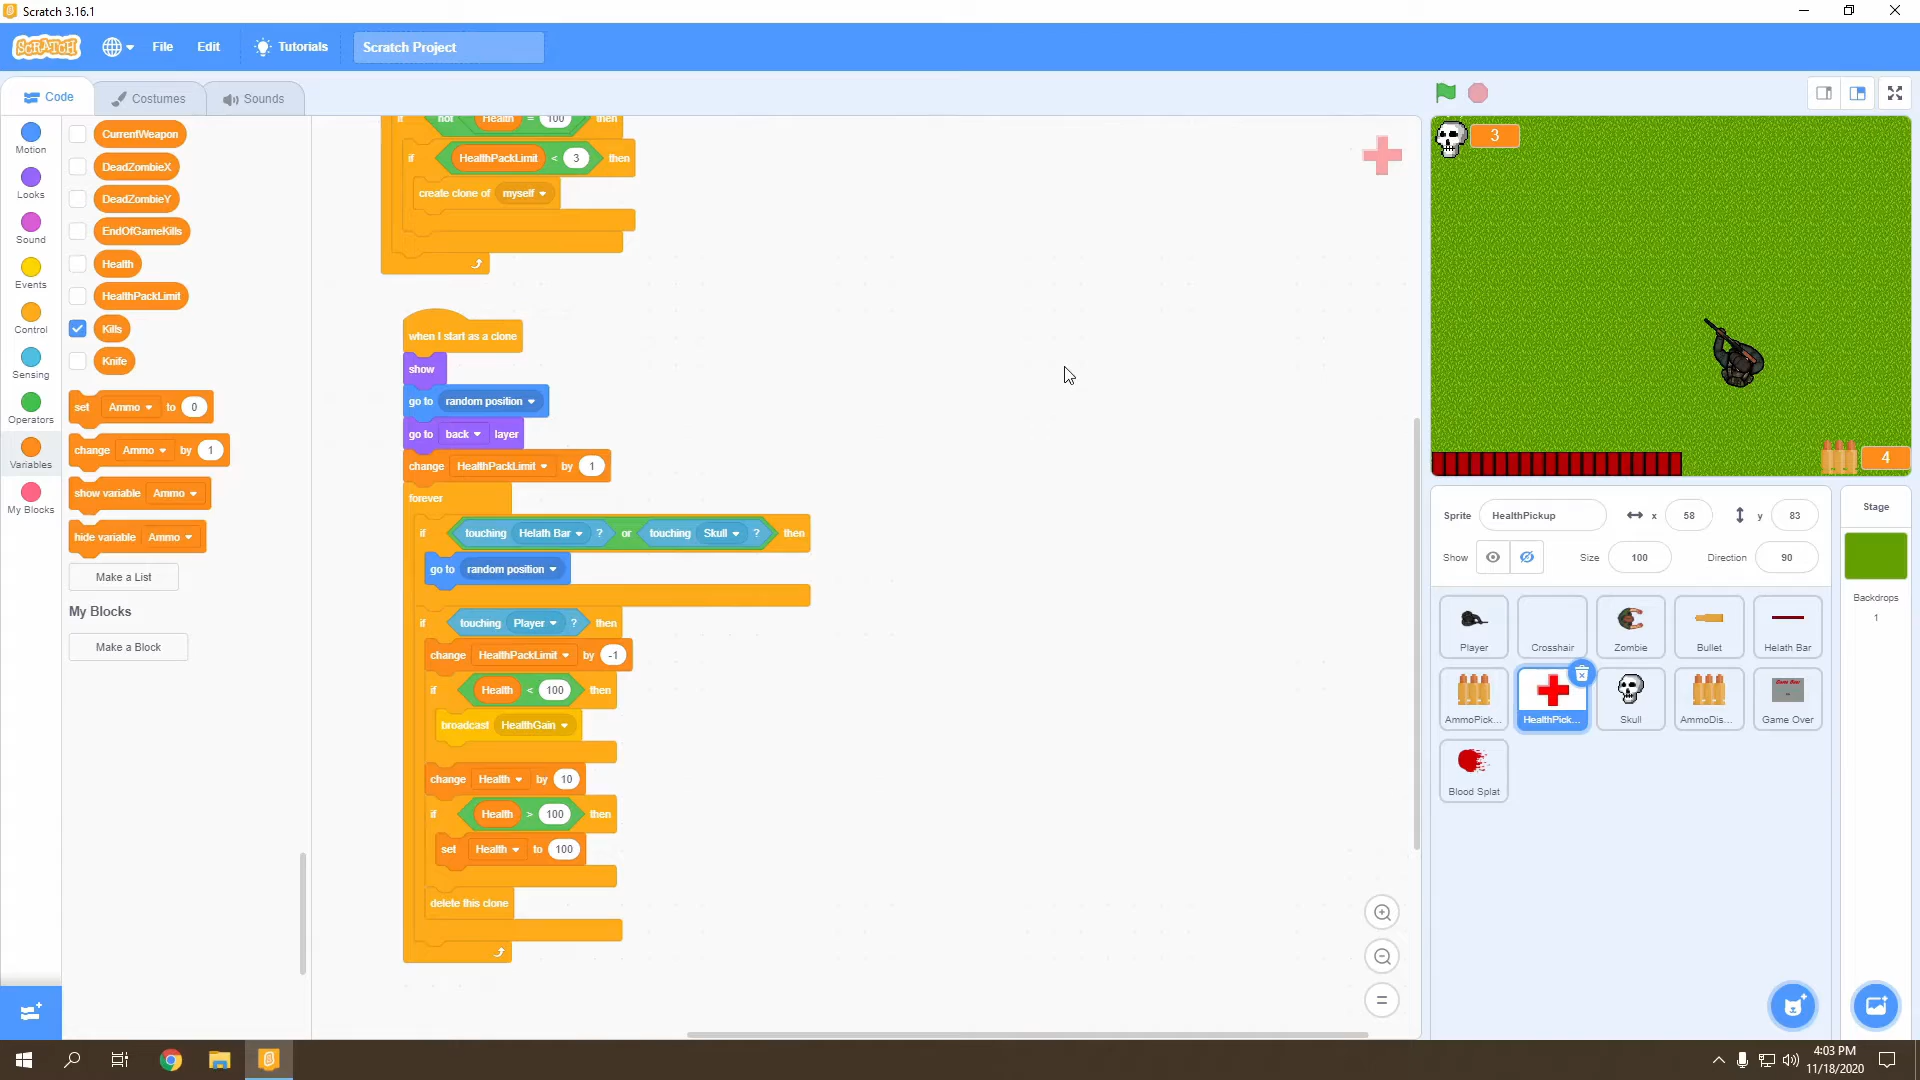 Scratch 3.16.1
SCRATCH
File
Edit
Tutorials
Scratch Project
Code
Costumes
Sounds
Motion
Looks
Sound
Events
Control
Sensing
Operators
Variables
My Blocks
CurrentWeapon
DeadZombieX
DeadZombieY
EndOfGameKills
Health
HealthPackLimit
Kills
Knife
set Ammo to 0
change Ammo by 1
show variable Ammo
hide variable Ammo
Make a List
My Blocks
Make a Block
if not Health = 100 then
if HealthPackLimit < 3 then
create clone of myself
when I start as a clone
show
go to random position
go to back layer
change HealthPackLimit by 1
forever
if touching Helath Bar ? or touching Skull ? then
go to random position
if touching Player ? then
change HealthPackLimit by -1
if Health < 100 then
broadcast HealthGain
change Health by 10
if Health > 100 then
set Health to 100
delete this clone
3
4
Sprite HealthPickup x 58 y 83
Show Size 100 Direction 90
Player
Crosshair
Zombie
Bullet
Helath Bar
AmmoPick...
HealthPick...
Skull
AmmoDis...
Game Over
Blood Splat
Stage
Backdrops
1
4:03 PM
11/18/2020